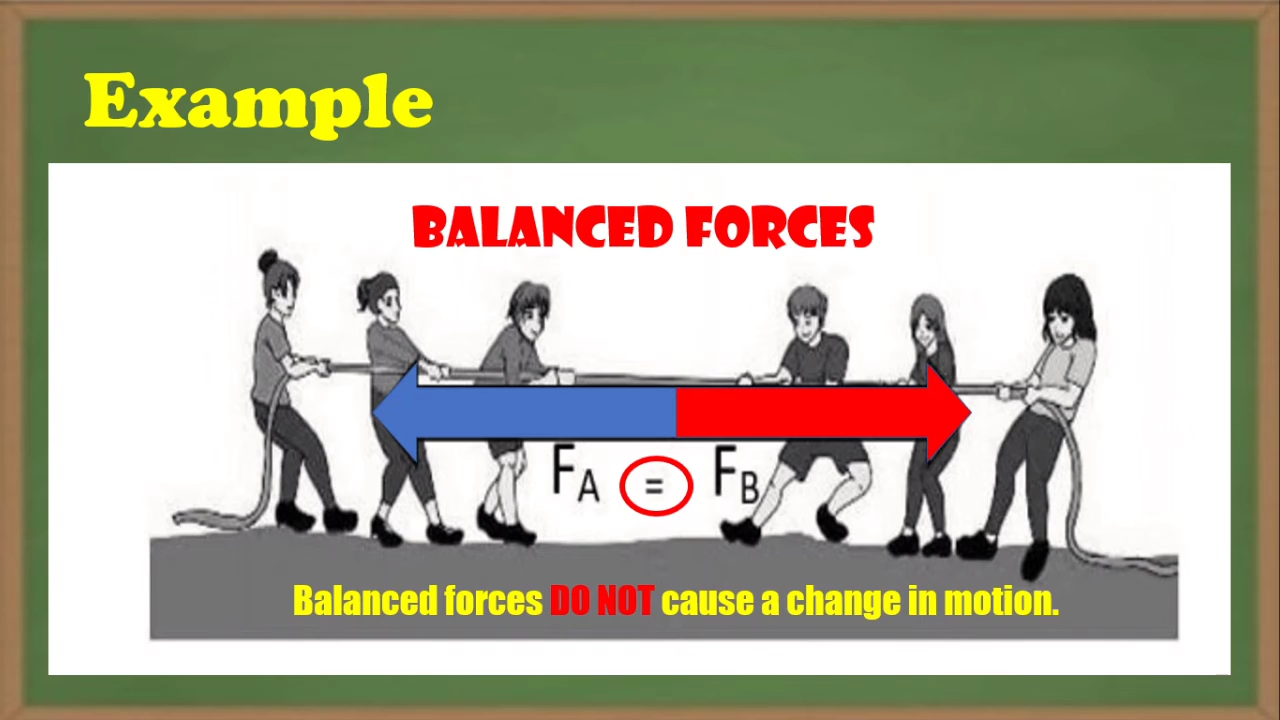 Example
BALANCED FORCES
FA = FB
Balanced forces DO NOT cause a change in motion.